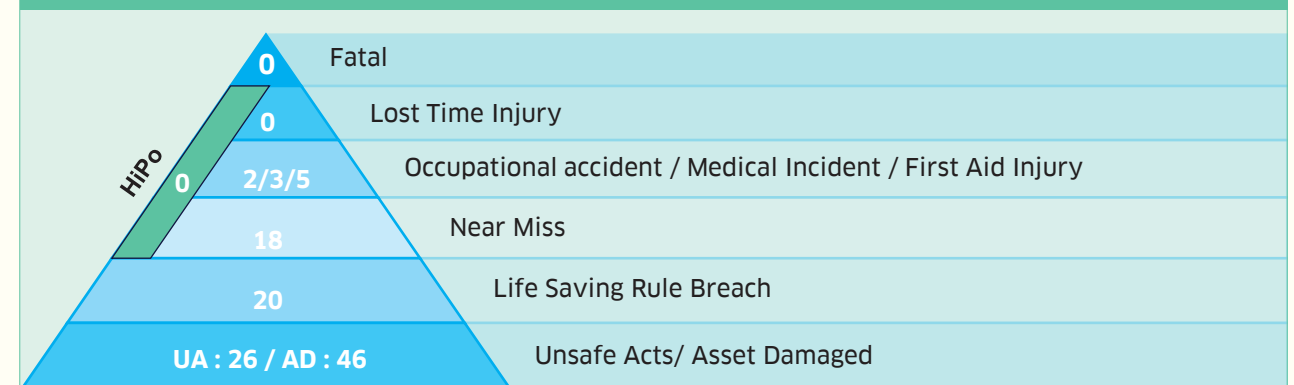 0 Fatal
0 Lost Time Injury
HiPo
0 2/3/5 Occupational accident / Medical Incident / First Aid Injury
18 Near Miss
20 Life Saving Rule Breach
UA : 26 / AD : 46 Unsafe Acts/ Asset Damaged